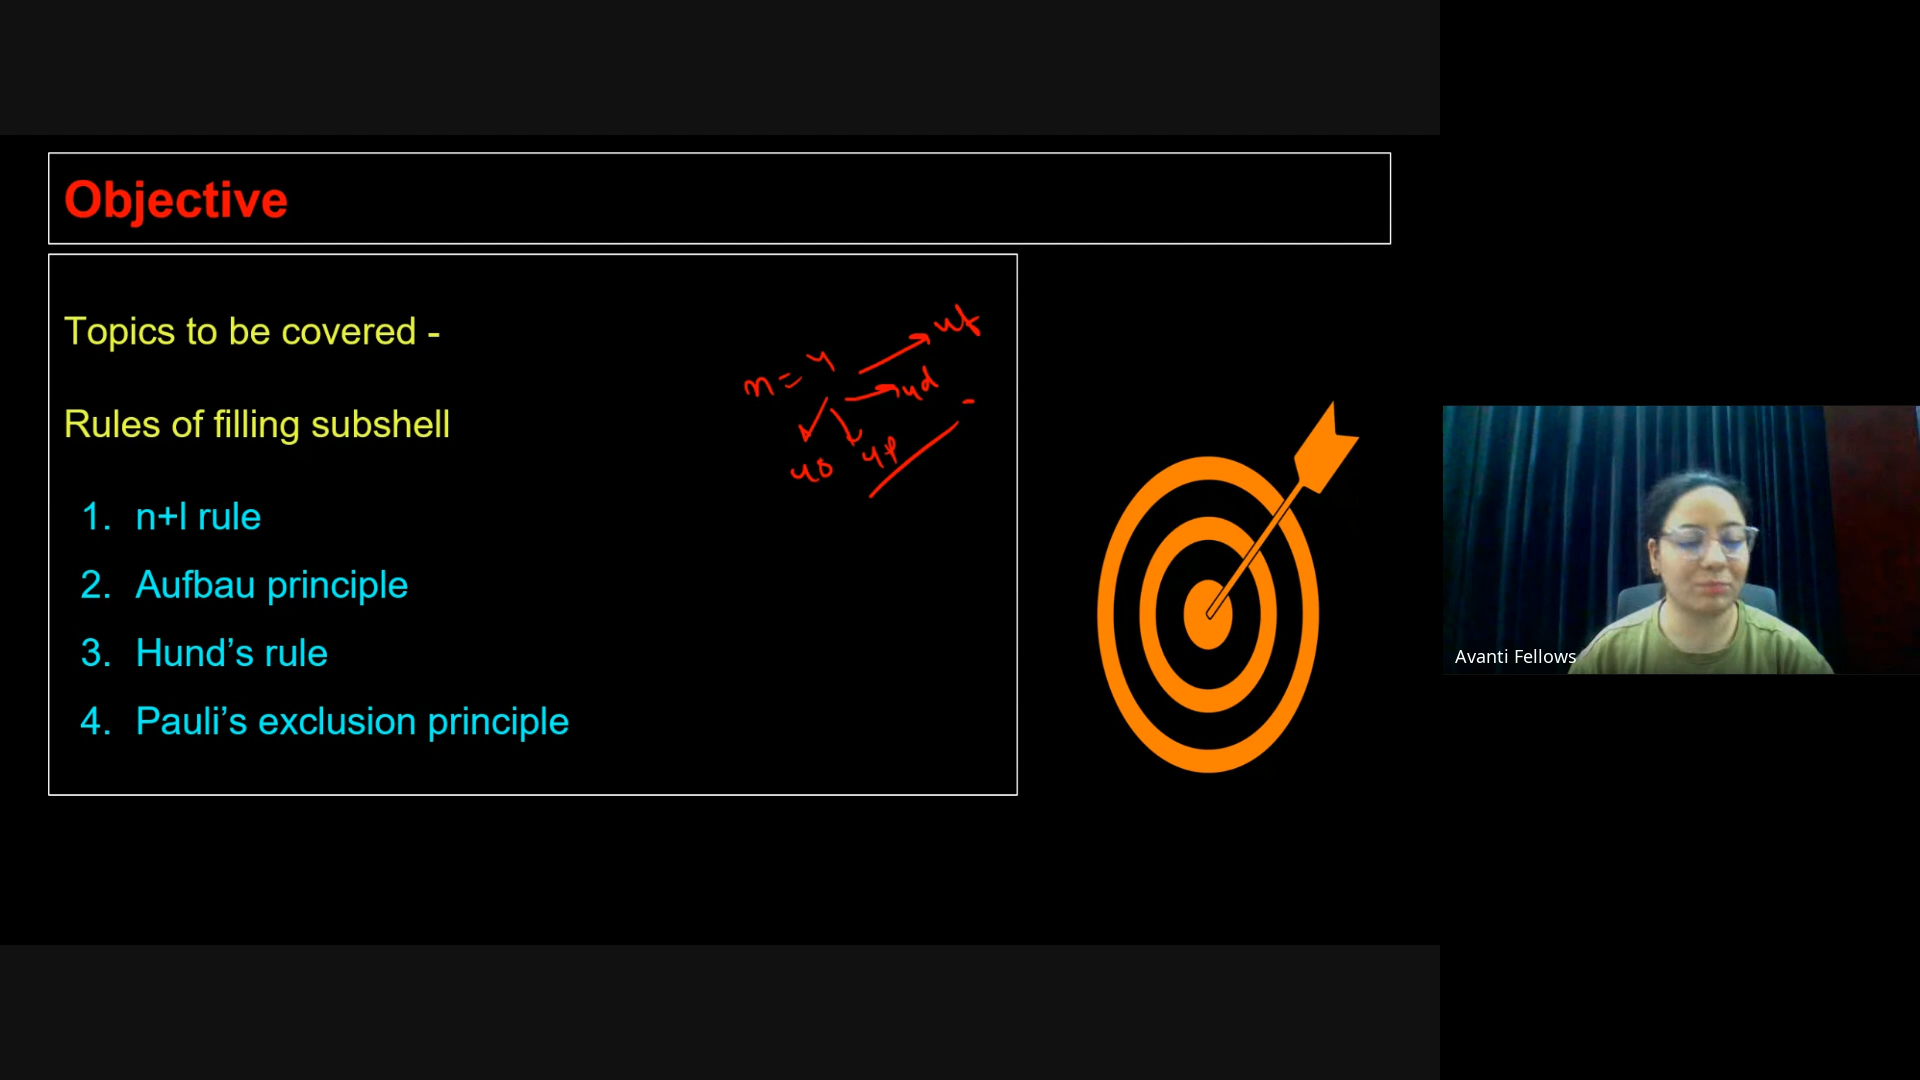 Objective
Topics to be covered -
Rules of filling subshell
n = 4
4f
4d
4s
4p
1. n+l rule
2. Aufbau principle
3. Hund’s rule
4. Pauli’s exclusion principle
Avanti Fellows